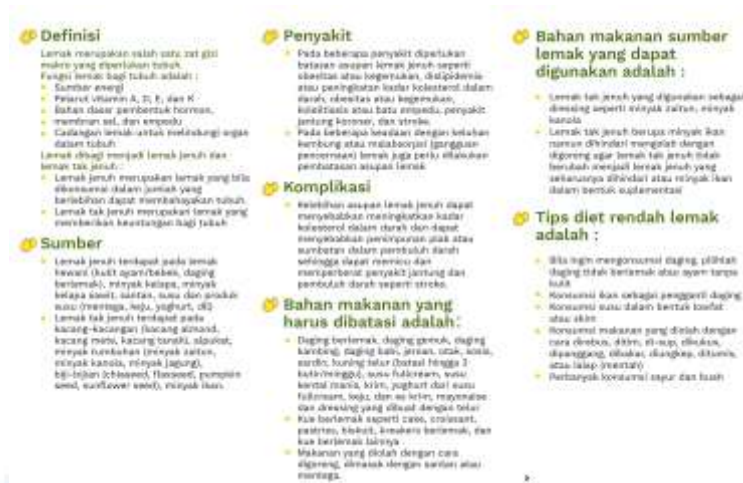 Definisi
Lemak merupakan salah satu zat gizi
makro yang diperlukan tubuh.
Fungsi lemak bagi tubuh adalah :
Sumber energi
Pelarut vitamin A, D, E, dan K
Bahan dasar pembentuk hormon,
membran sel, dan empedu
Cadangan lemak untuk melindungi organ
dalam tubuh
Lemak dibagi menjadi lemak jenuh dan
lemak tak jenuh :
Lemak jenuh merupakan lemak yang bila
dikonsumsi dalam jumlah yang
berlebihan dapat membahayakan tubuh
Lemak tak jenuh merupakan lemak yang
memberikan keuntungan bagi tubuh
Sumber
Lemak jenuh terdapat pada lemak
hewani (kulit ayam/bebek, daging
berlemak), minyak kelapa, minyak
kelapa sawit, santan, susu dan produk
susu (mentega, keju, yoghurt, dll)
Lemak tak jenuh terdapat pada
kacang-kacangan (kacang almond,
kacang mete, kacang tanah), alpukat,
minyak tumbuhan (minyak zaitun,
minyak kanola, minyak jagung),
biji-bijian (chiaseed, flaxseed, pumpkin
seed, sunflower seed), minyak ikan.
Penyakit
Pada beberapa penyakit diperlukan
batasan asupan lemak jenuh seperti
obesitas atau kegemukan, dislipidemia
atau peningkatan kadar kolesterol dalam
darah, obesitas atau kegemukan,
kolelitiasis atau batu empedu, penyakit
jantung koroner, dan stroke.
Pada beberapa keadaan dengan keluhan
kembung atau malabsorpsi (gangguan
pencernaan) lemak juga perlu dilakukan
pembatasan asupan lemak
Komplikasi
Kelebihan asupan lemak jenuh dapat
menyebabkan meningkatkan kadar
kolesterol dalam darah dan dapat
menyebabkan penimpunan plak atau
sumbatan dalam pembuluh darah
sehingga dapat memicu dan
memperberat penyakit jantung dan
pembuluh darah seperti stroke.
Bahan makanan yang
harus dibatasi adalah:
Daging berlemak, daging gemuk, daging
kambing, daging babi, jeroan, otak, sosis,
sardin, kuning telur (batasi hingga 3
butir/minggu), susu fullcream, susu
kental manis, krim, yoghurt dari susu
fullcream, keju, dan es krim, mayonaise
dan dressing yang dibuat dengan telur
Kue berlemak seperti cake, croissant,
pastries, biskuit, kreakers berlemak, dan
kue berlemak lainnya
Makanan yang diolah dengan cara
digoreng, dimasak dengan santan atau
mentega.
Bahan makanan sumber
lemak yang dapat
digunakan adalah :
Lemak tak jenuh yang digunakan sebagai
dressing seperti minyak zaitun, minyak
kanola
Lemak tak jenuh berupa minyak ikan
namun dihindari mengolah dengan
digoreng agar lemak tak jenuh tidak
berubah menjadi lemak jenuh yang
seharusnya dihindari atau minyak ikan
dalam bentuk suplementasi
Tips diet rendah lemak
adalah :
Bila ingin mengonsumsi daging, pilihlah
daging tidak berlemak atau ayam tanpa
kulit
Konsumsi ikan sebagai pengganti daging
Konsumsi susu dalam bentuk lowfat
atau skim
Konsumsi makanan yang diolah dengan
cara direbus, ditim, di-sup, dikukus,
dipanggang, dibakar, diungkep, ditumis,
atau lalap (mentah)
Perbanyak konsumsi sayur dan buah